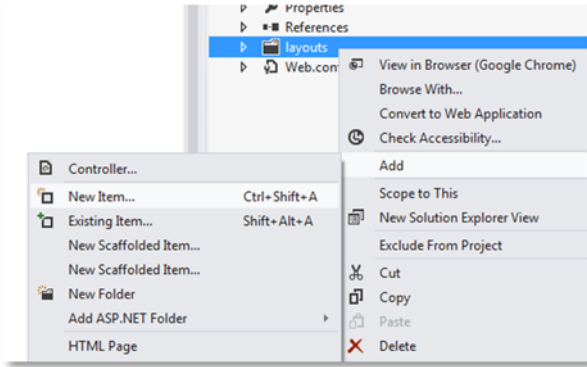 Properties
References
layouts
Web.con
View in Browser (Google Chrome)
Browse With...
Convert to Web Application
Check Accessibility...
Add
Scope to This
New Solution Explorer View
Exclude From Project
Cut
Copy
Paste
Delete
Controller...
New Item... Ctrl+Shift+A
Existing Item... Shift+Alt+A
New Scaffolded Item...
New Scaffolded Item...
New Folder
Add ASP.NET Folder
HTML Page